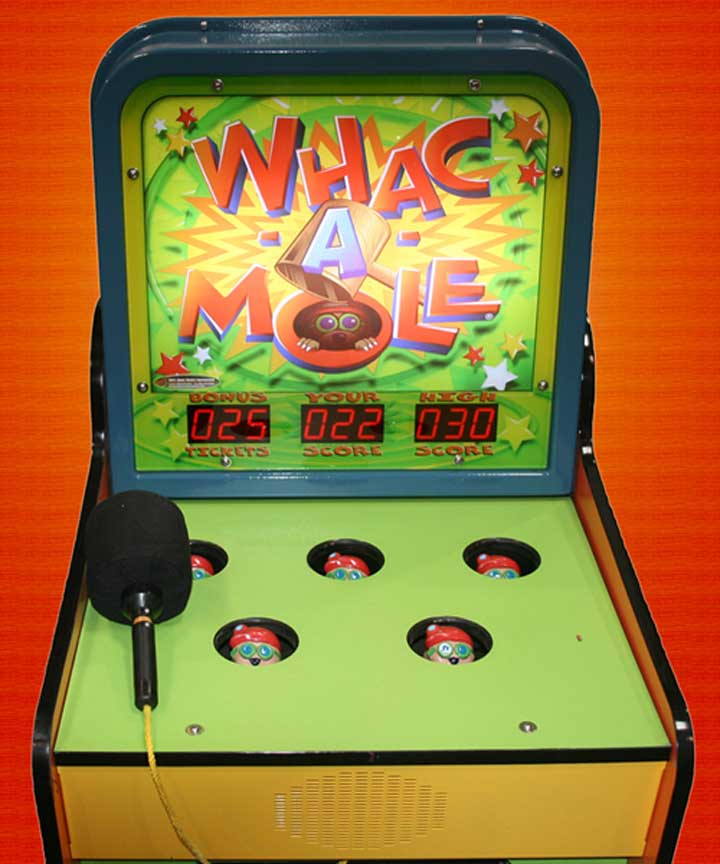 WHAC
-A-
MOLE®
BONUS YOUR HIGH
025 022 030
TICKETS SCORE SCORE